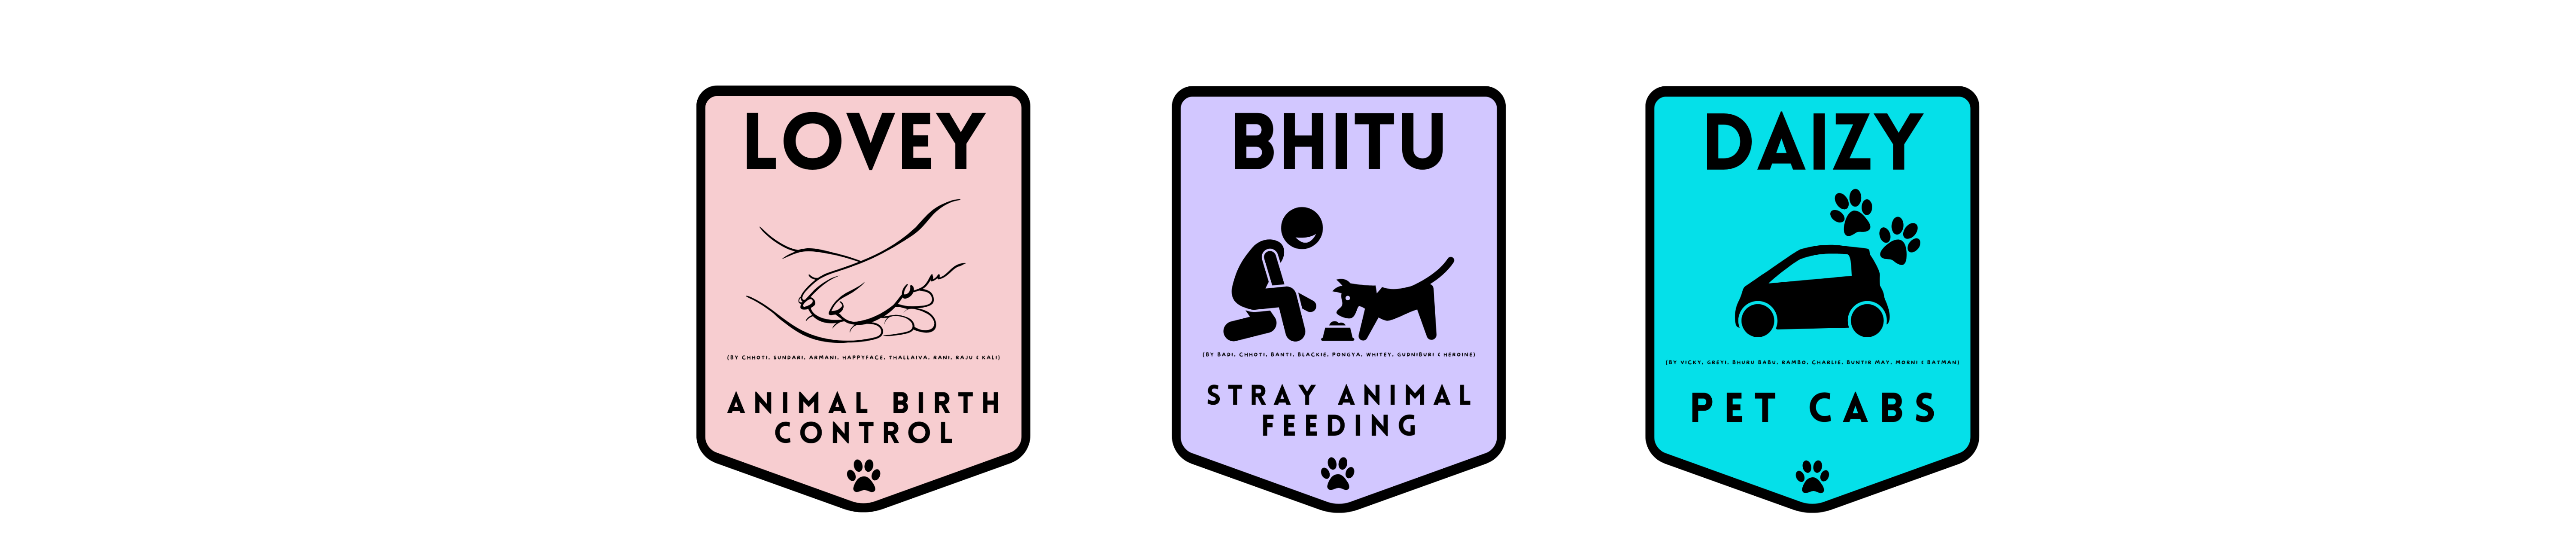 LOVEY
(BY CHHOTI, SUNDARI, ARMANI, HAPPYFACE, THALLAIVA, RANI, RAJU & KALI)
ANIMAL BIRTH
CONTROL
BHITU
(BY BADI, CHHOTI, BANTI, BLACKIE, PONGYA, WHITEY, GUDNIBURI & HEROINE)
STRAY ANIMAL
FEEDING
DAIZY
(BY VICKY, GREYI, BHURU BABU, RAMBO, CHARLIE, BUNTIR MAY, MORNI & BATMAN)
PET CABS